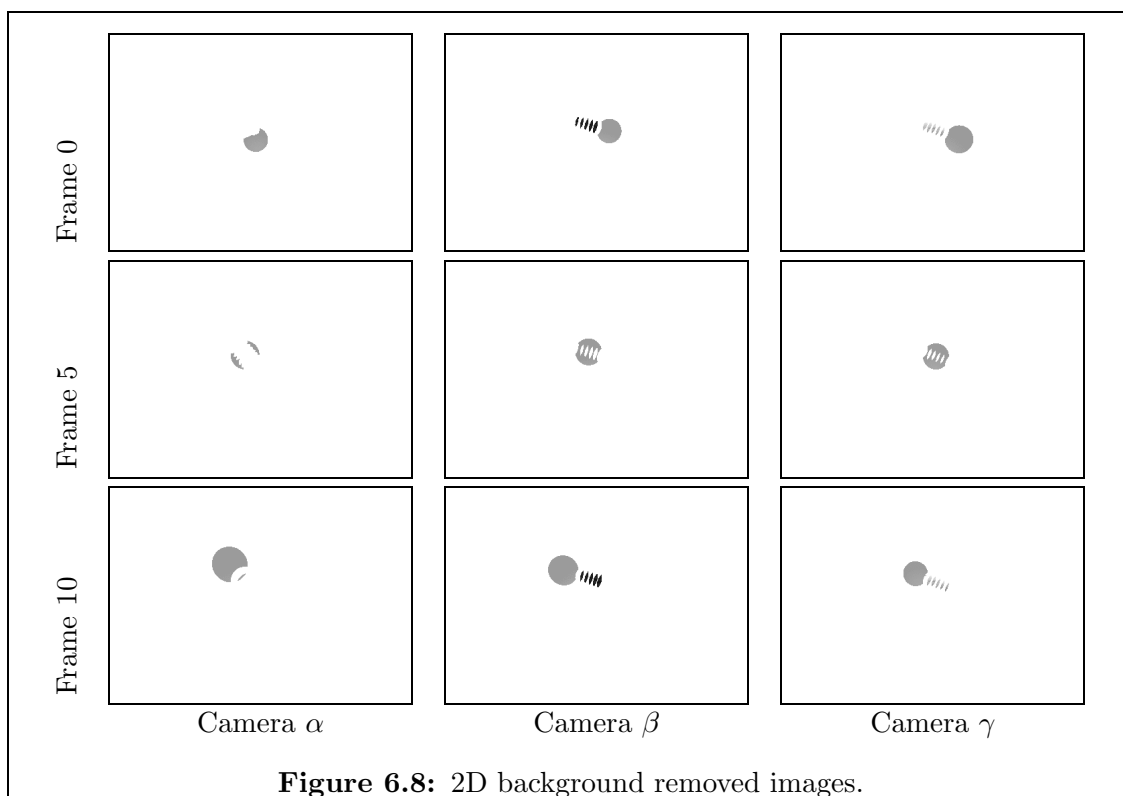 Frame 0
Frame 5
Frame 10
Camera α
Camera β
Camera γ
Figure 6.8: 2D background removed images.